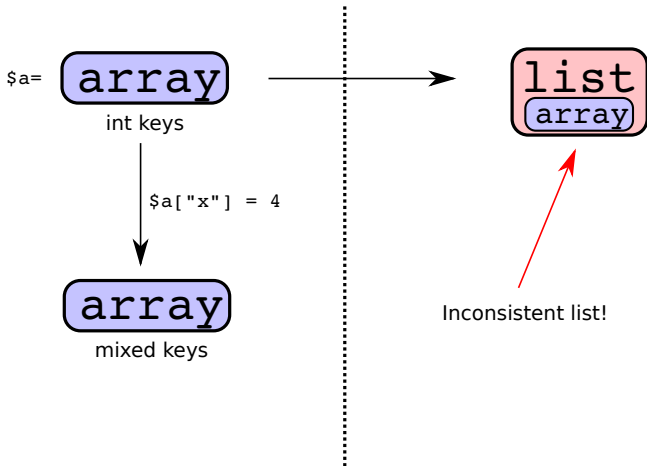 $a=
array
int keys
$a["x"] = 4
array
mixed keys
list
array
Inconsistent list!